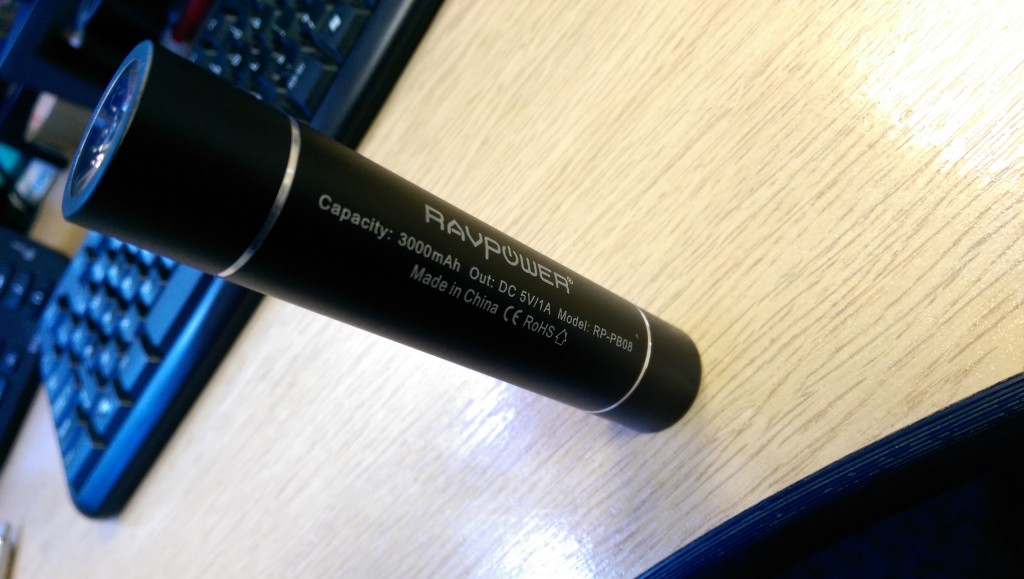 RAVPOWER®
Capacity: 3000mAh Out: DC 5V/1A Model: RP-PB08
Made in China CE RoHS